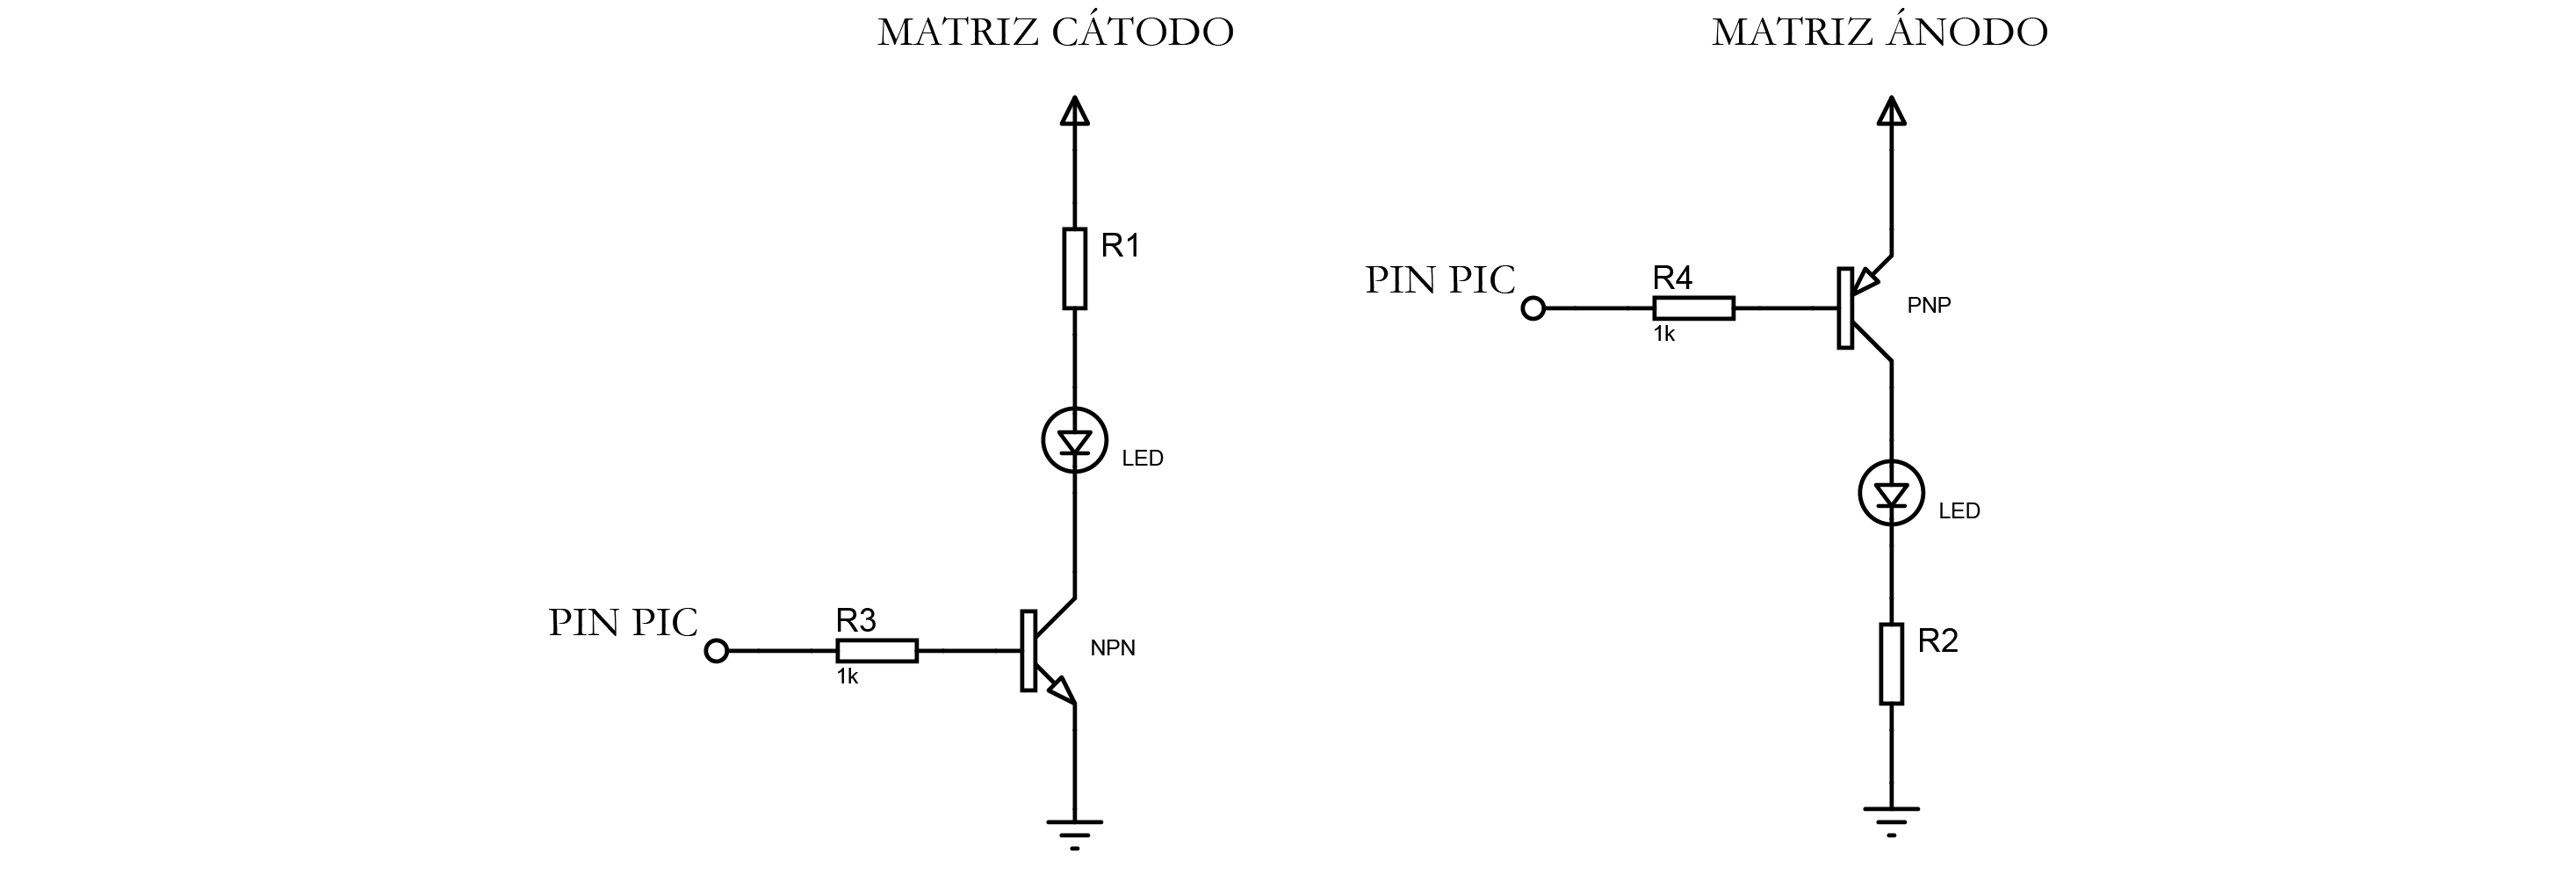 MATRIZ CÁTODO
R1
LED
PIN PIC
R3
1k
NPN
MATRIZ ÁNODO
PIN PIC
R4
1k
PNP
LED
R2